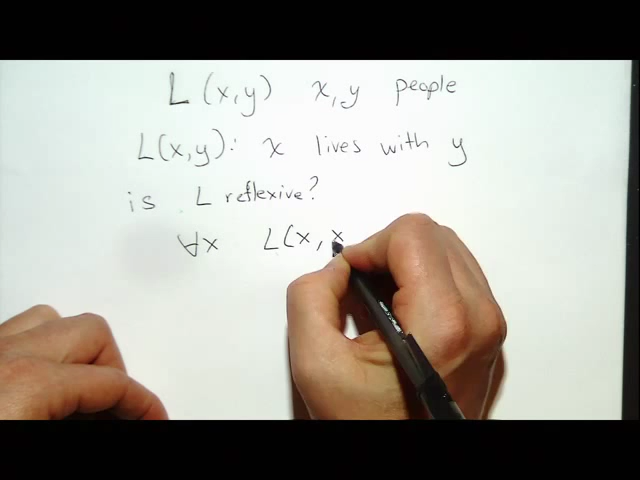 L (x,y) x,y people
L(x,y): x lives with y
is L reflexive?
∀x L(x,x